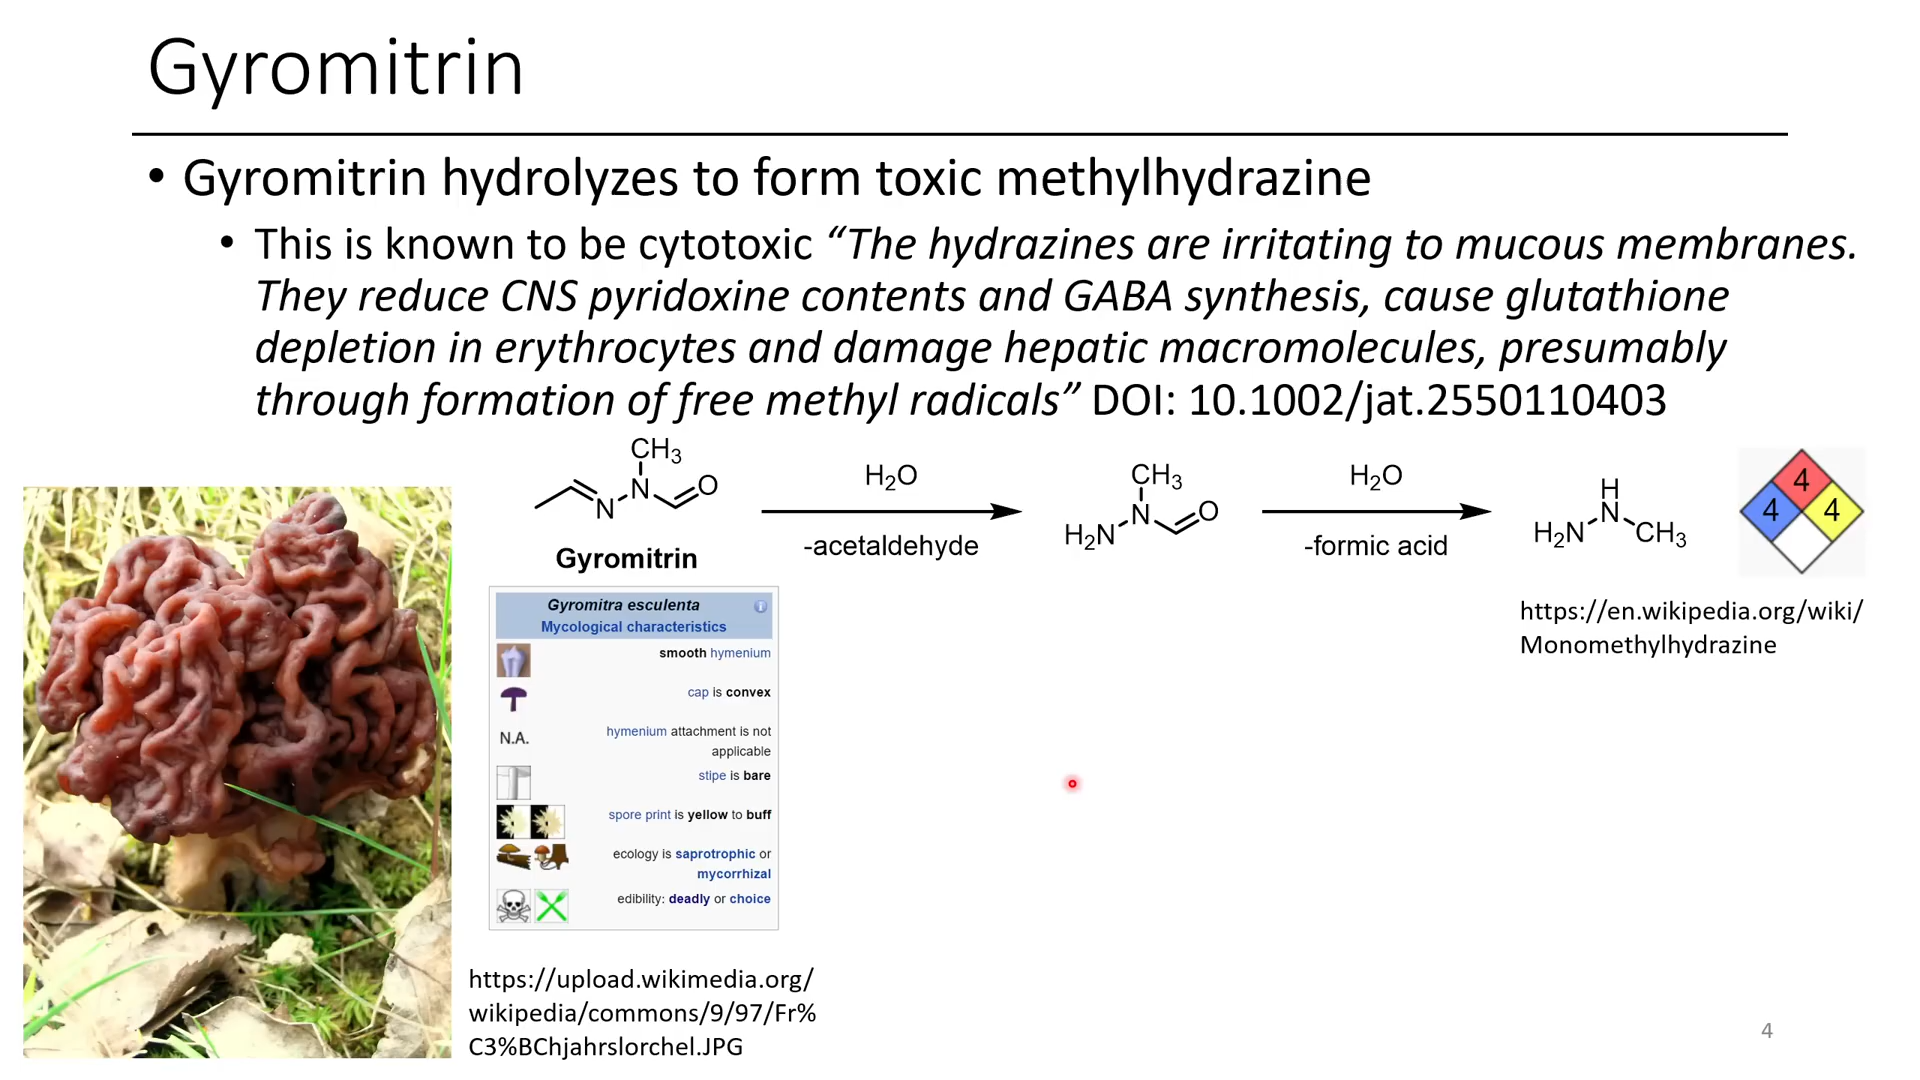 Gyromitrin
• Gyromitrin hydrolyzes to form toxic methylhydrazine
• This is known to be cytotoxic “The hydrazines are irritating to mucous membranes.
They reduce CNS pyridoxine contents and GABA synthesis, cause glutathione
depletion in erythrocytes and damage hepatic macromolecules, presumably
through formation of free methyl radicals” DOI: 10.1002/jat.2550110403
CH3
N
N
O
Gyromitrin
H2O
-acetaldehyde
CH3
H2N
N
O
H2O
-formic acid
H
N
H2N
CH3
4
4
4
https://en.wikipedia.org/wiki/
Monomethylhydrazine
Gyromitra esculenta
Mycological characteristics
smooth hymenium
cap is convex
N.A.
hymenium attachment is not
applicable
stipe is bare
spore print is yellow to buff
ecology is saprotrophic or
mycorrhizal
edibility: deadly or choice
https://upload.wikimedia.org/
wikipedia/commons/9/97/Fr%
C3%BChjahrslorchel.JPG
4